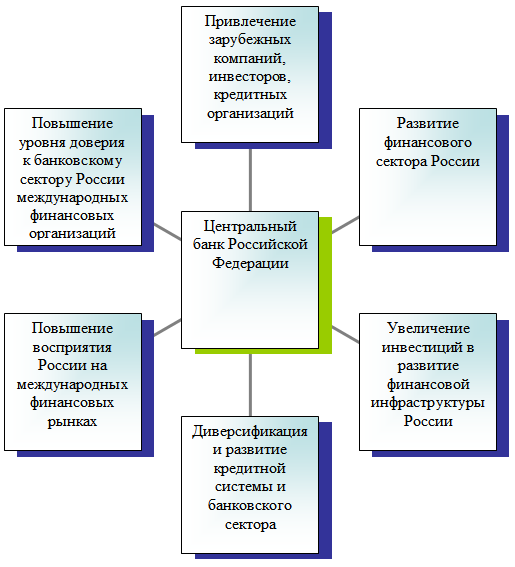 Привлечение
зарубежных
компаний,
инвесторов,
кредитных
организаций
Повышение
уровня доверия
к банковскому
сектору России
международных
финансовых
организаций
Развитие
финансового
сектора России
Центральный
банк Российской
Федерации
Повышение
восприятия
России на
международных
финансовых
рынках
Увеличение
инвестиций в
развитие
финансовой
инфраструктуры
России
Диверсификация
и развитие
кредитной
системы и
банковского
сектора